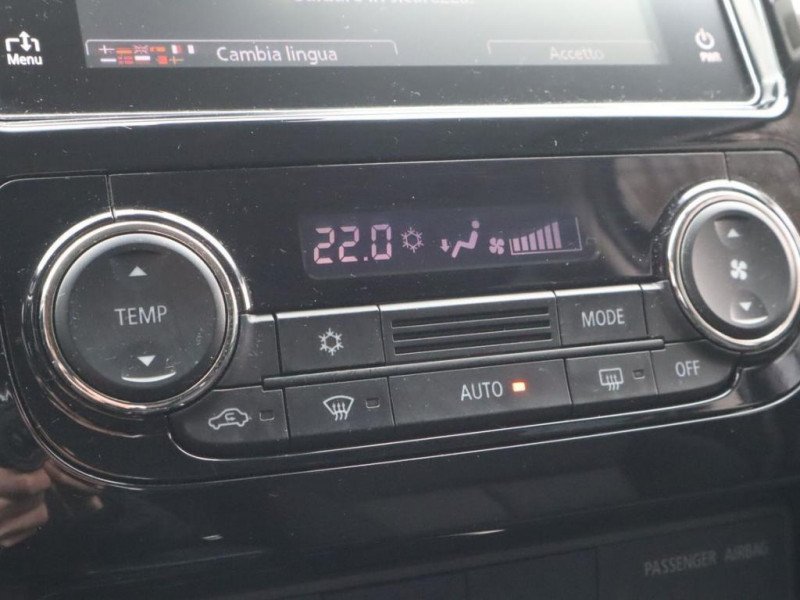 Menu
Cambia lingua
Accetto
PWR
22.0
TEMP
MODE
AUTO
OFF
PASSENGER AIRBAG